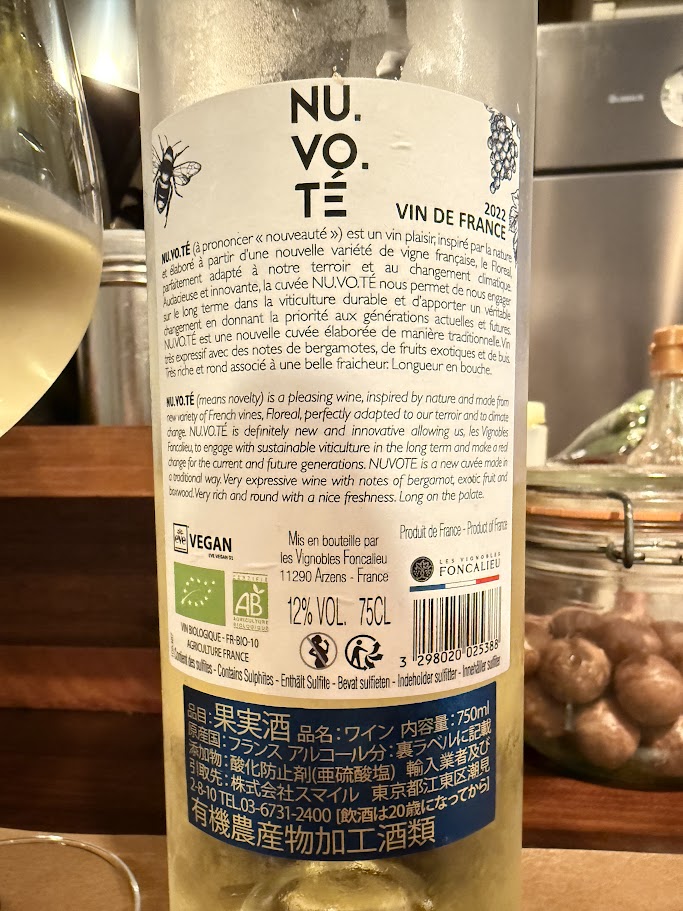 NU.
VO.
TÉ
2022
VIN DE FRANCE
NU.VO.TÉ (à prononcer « nouveauté ») est un vin plaisir, inspiré par la nature
et élaboré à partir d'une nouvelle variété de vigne française, le Floreal,
parfaitement adapté à notre terroir et au changement climatique.
Audacieuse et innovante, la cuvée NU.VO.TÉ nous permet de nous engager
sur le long terme dans la viticulture durable et d'apporter un véritable
changement en donnant la priorité aux générations actuelles et futures.
NU.VO.TÉ est une nouvelle cuvée élaborée de manière traditionnelle. Vin
très expressif avec des notes de bergamotes, de fruits exotiques et de buis.
Très riche et rond associé à une belle fraicheur. Longueur en bouche.
NU.VO.TÉ (means novelty) is a pleasing wine, inspired by nature and made from
new variety of French vines, Floreal, perfectly adapted to our terroir and to climate
change. NU.VO.TÉ is definitely new and innovative allowing us, les Vignobles
Foncalieu, to engage with sustainable viticulture in the long term and make a real
change for the current and future generations. NUVOTE is a new cuvée made in
a traditional way. Very expressive wine with notes of bergamot, exotic fruit and
boxwood. Very rich and round with a nice freshness. Long on the palate.
eve VEGAN
EVE VEGAN 01
Mis en bouteille par
les Vignobles Foncalieu
11290 Arzens - France
Produit de France - Product of France
LES VIGNOBLES
FONCALIEU
CERTIFIÉ
AB
AGRICULTURE
BIOLOGIQUE
12% VOL. 75CL
VIN BIOLOGIQUE - FR-BIO-10
AGRICULTURE FRANCE
3 298020 025388
Contient des sulfites - Contains Sulphites - Enthält Sulfite - Bevat sulfieten - Indeholder sulfitter - Innehåller sulfiter
品目:果実酒 品名:ワイン 内容量:750ml
原産国:フランス アルコール分:裏ラベルに記載
添加物:酸化防止剤(亜硫酸塩) 輸入業者及び
引取先:株式会社スマイル 東京都江東区潮見
2-8-10 TEL.03-6731-2400 [飲酒は20歳になってから]
有機農産物加工酒類